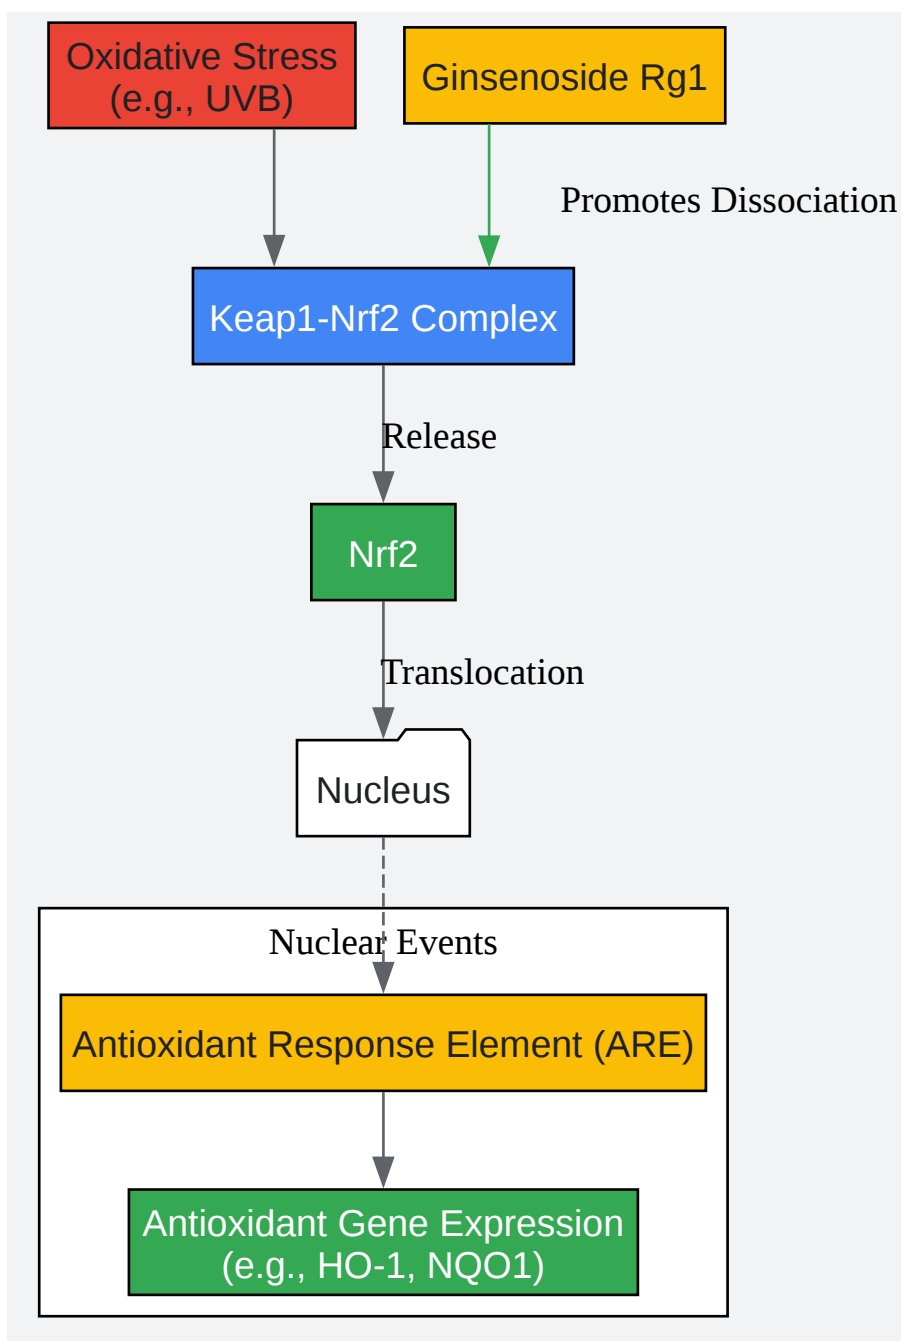 Oxidative Stress
(e.g., UVB)
Ginsenoside Rg1
Promotes Dissociation
Keap1-Nrf2 Complex
Release
Nrf2
Translocation
Nucleus
Nuclear Events
Antioxidant Response Element (ARE)
Antioxidant Gene Expression
(e.g., HO-1, NQO1)